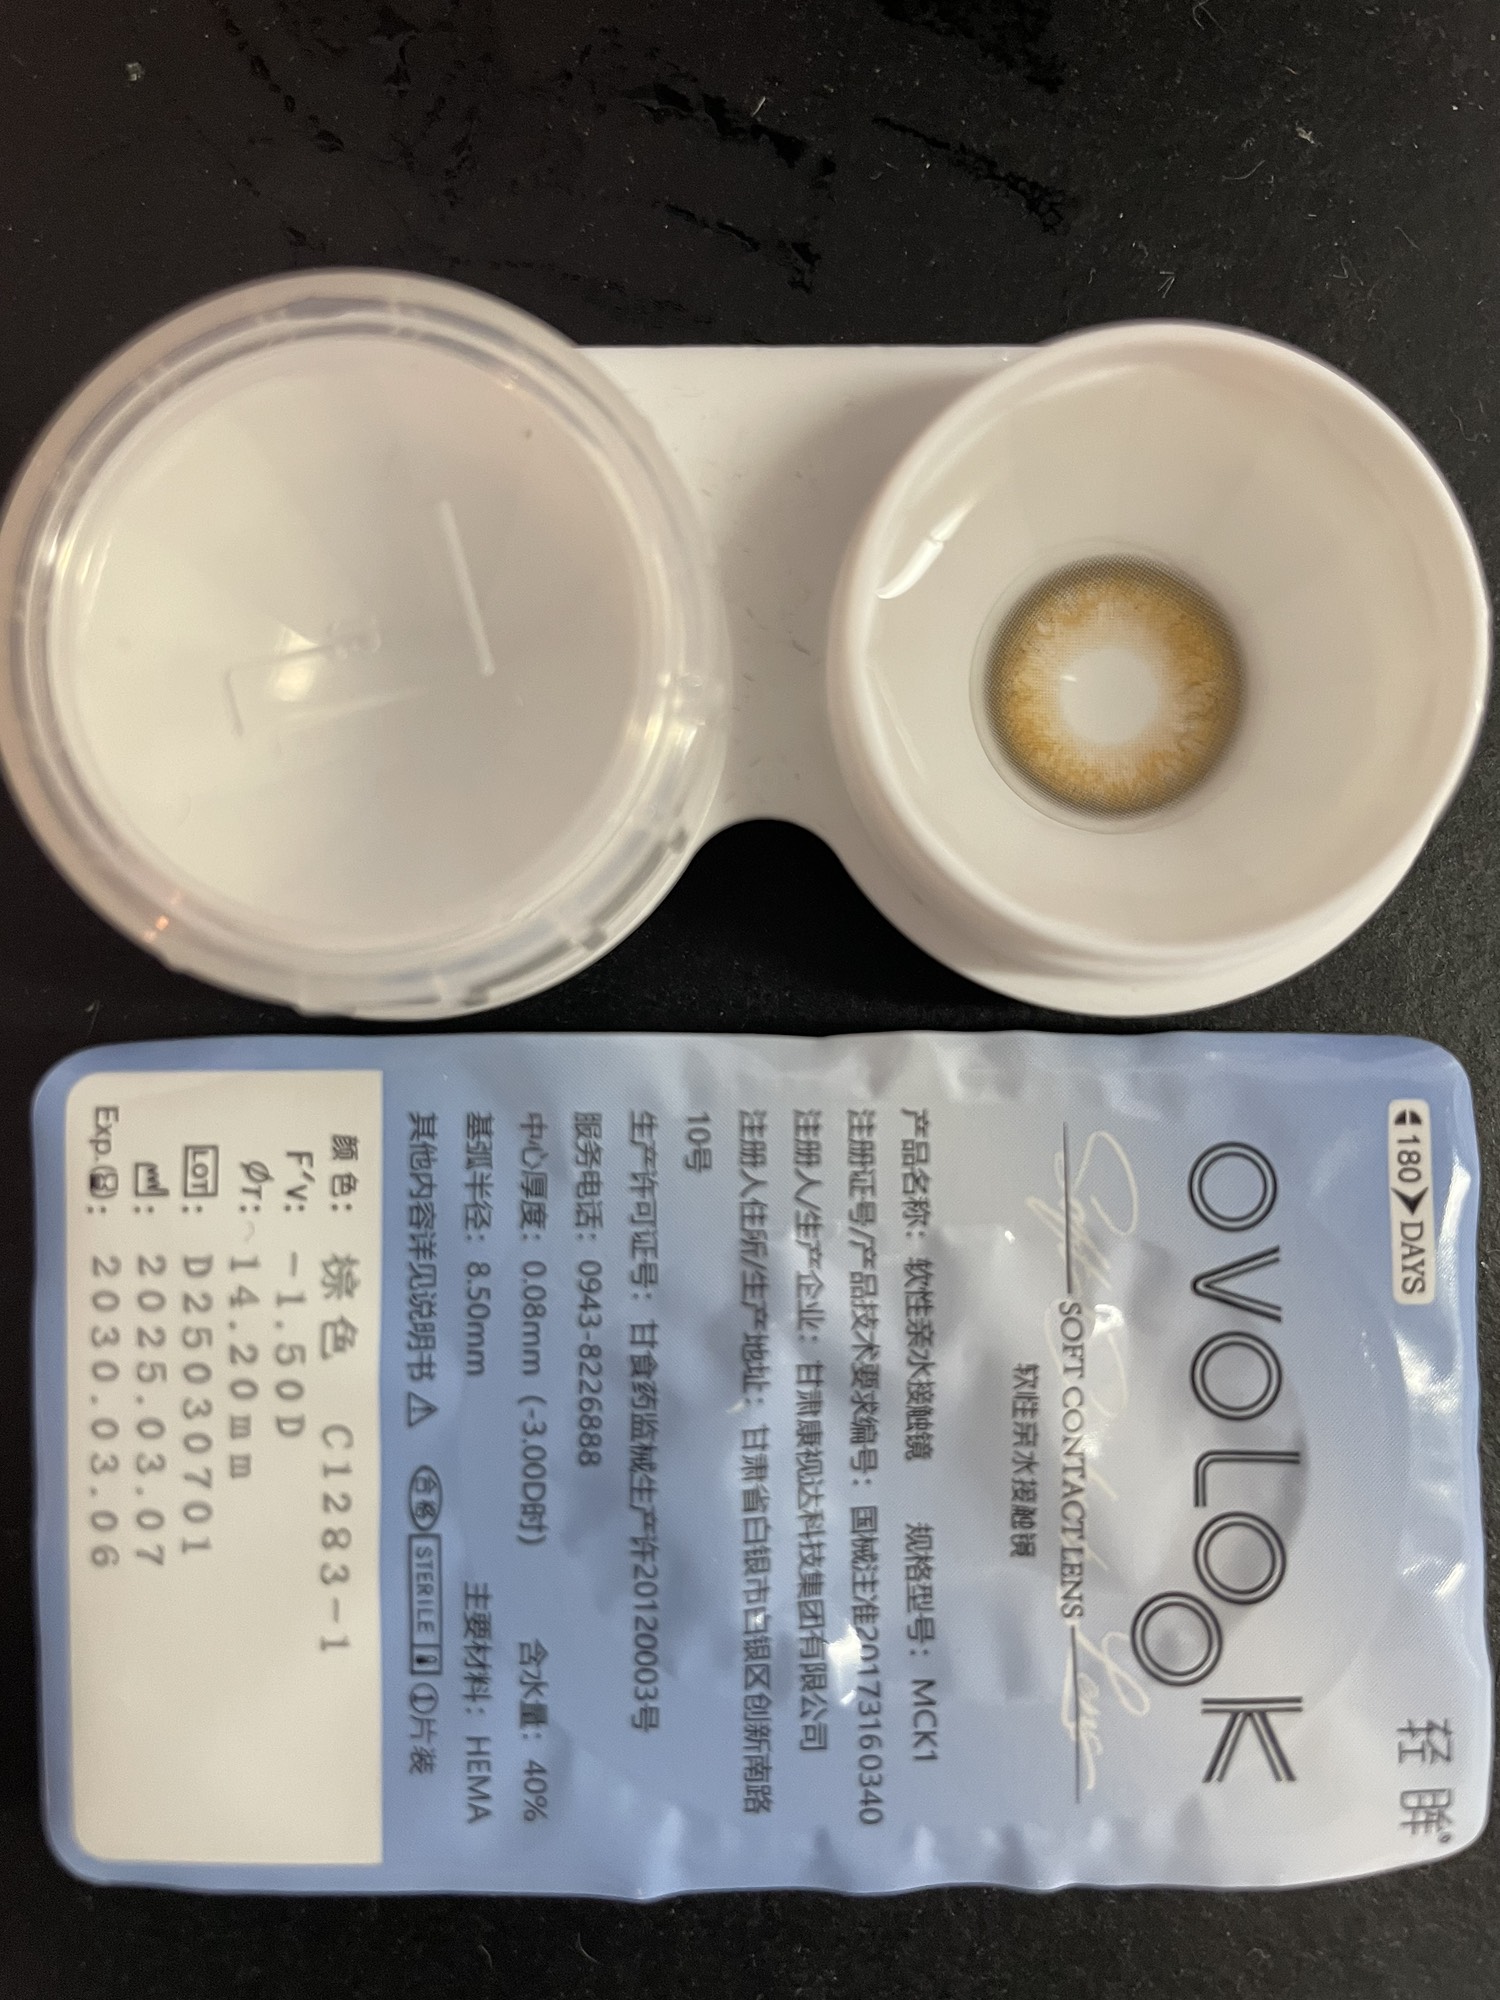 180 DAYS
轻眸®
OVOLOOK
SOFT CONTACT LENS
软性亲水接触镜
产品名称：软性亲水接触镜 规格型号：MCK1
注册证号/产品技术要求编号：国械注准20173160340
注册人/生产企业：甘肃康视达科技集团有限公司
注册人住所/生产地址：甘肃省白银市白银区创新南路
10号
生产许可证号：甘食药监械生产许20120003号
服务电话：0943-8226888
中心厚度：0.08mm（-3.00D时） 含水量：40%
基弧半径：8.50mm 主要材料：HEMA
其他内容详见说明书 合格 STERILE ①片装
颜色：棕色 C1283-1
F'v: -1.50D
ØT: 14.20mm
LOT: D25030701
: 2025.03.07
Exp.: 2030.03.06